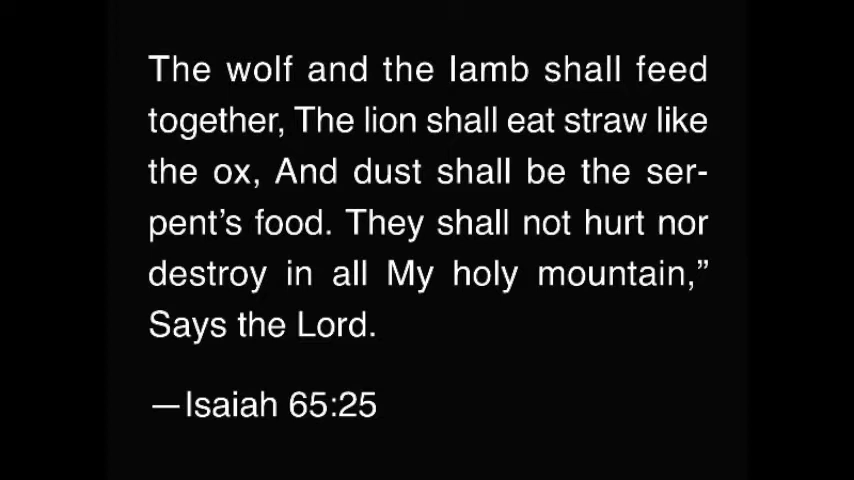 The wolf and the lamb shall feed
together, The lion shall eat straw like
the ox, And dust shall be the ser-
pent’s food. They shall not hurt nor
destroy in all My holy mountain,”
Says the Lord.
—Isaiah 65:25